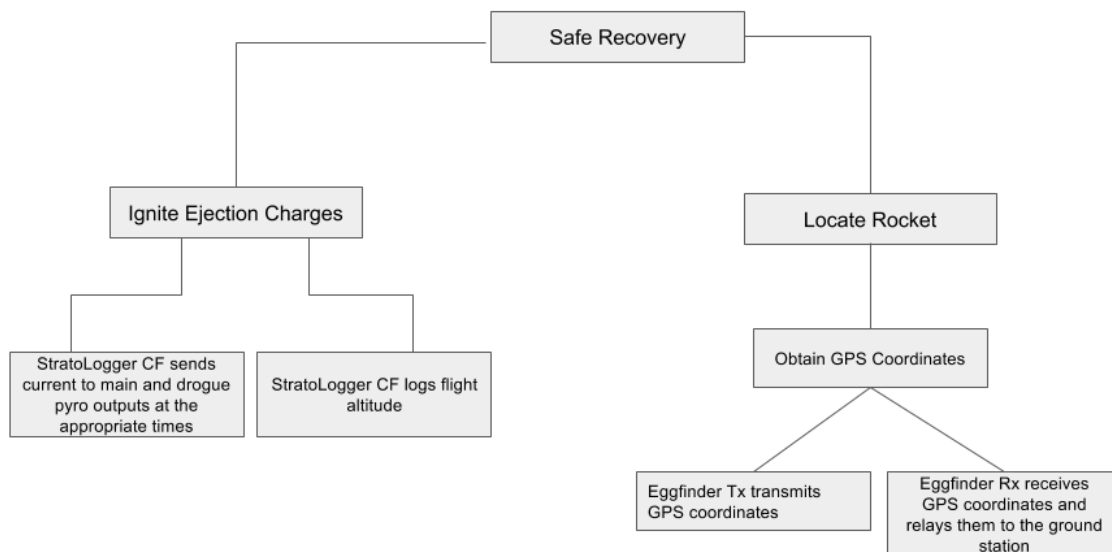 Safe Recovery
Ignite Ejection Charges
Locate Rocket
StratoLogger CF sends
current to main and drogue
pyro outputs at the
appropriate times
StratoLogger CF logs flight
altitude
Obtain GPS Coordinates
Eggfinder Tx transmits
GPS coordinates
Eggfinder Rx receives
GPS coordinates and
relays them to the ground
station